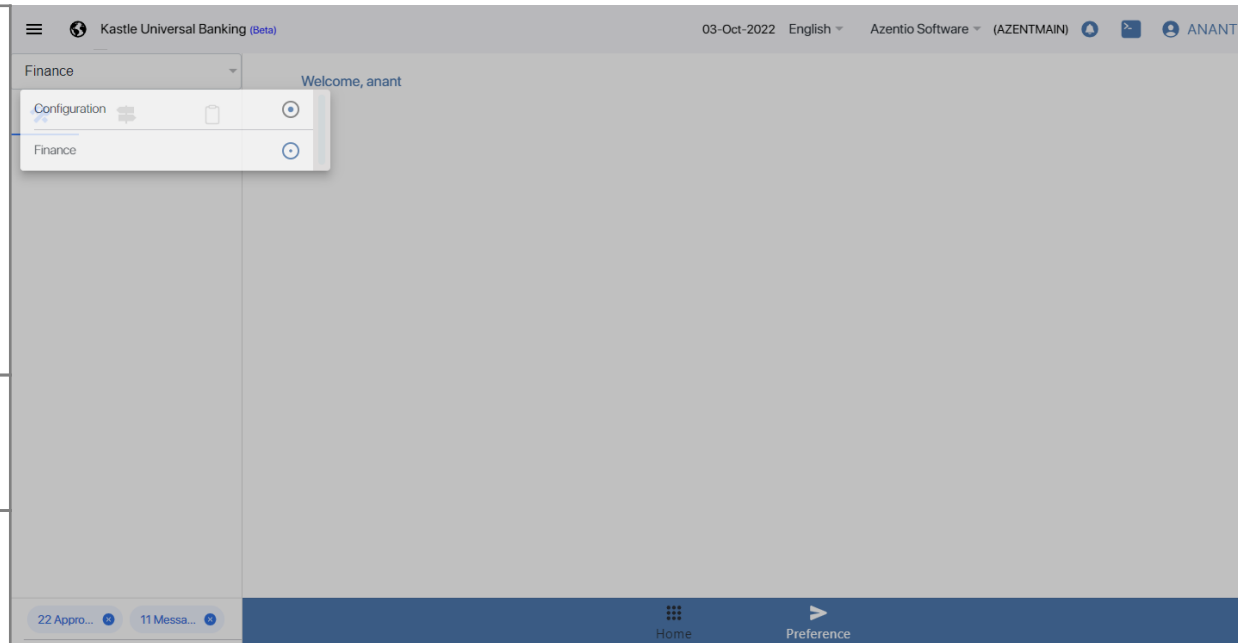 Kastle Universal Banking (Beta) 03-Oct-2022 English Azentio Software (AZENTMAIN) ANANT
Finance
Welcome, anant
Configuration
Finance
22 Appro... 11 Messa...
Home Preference